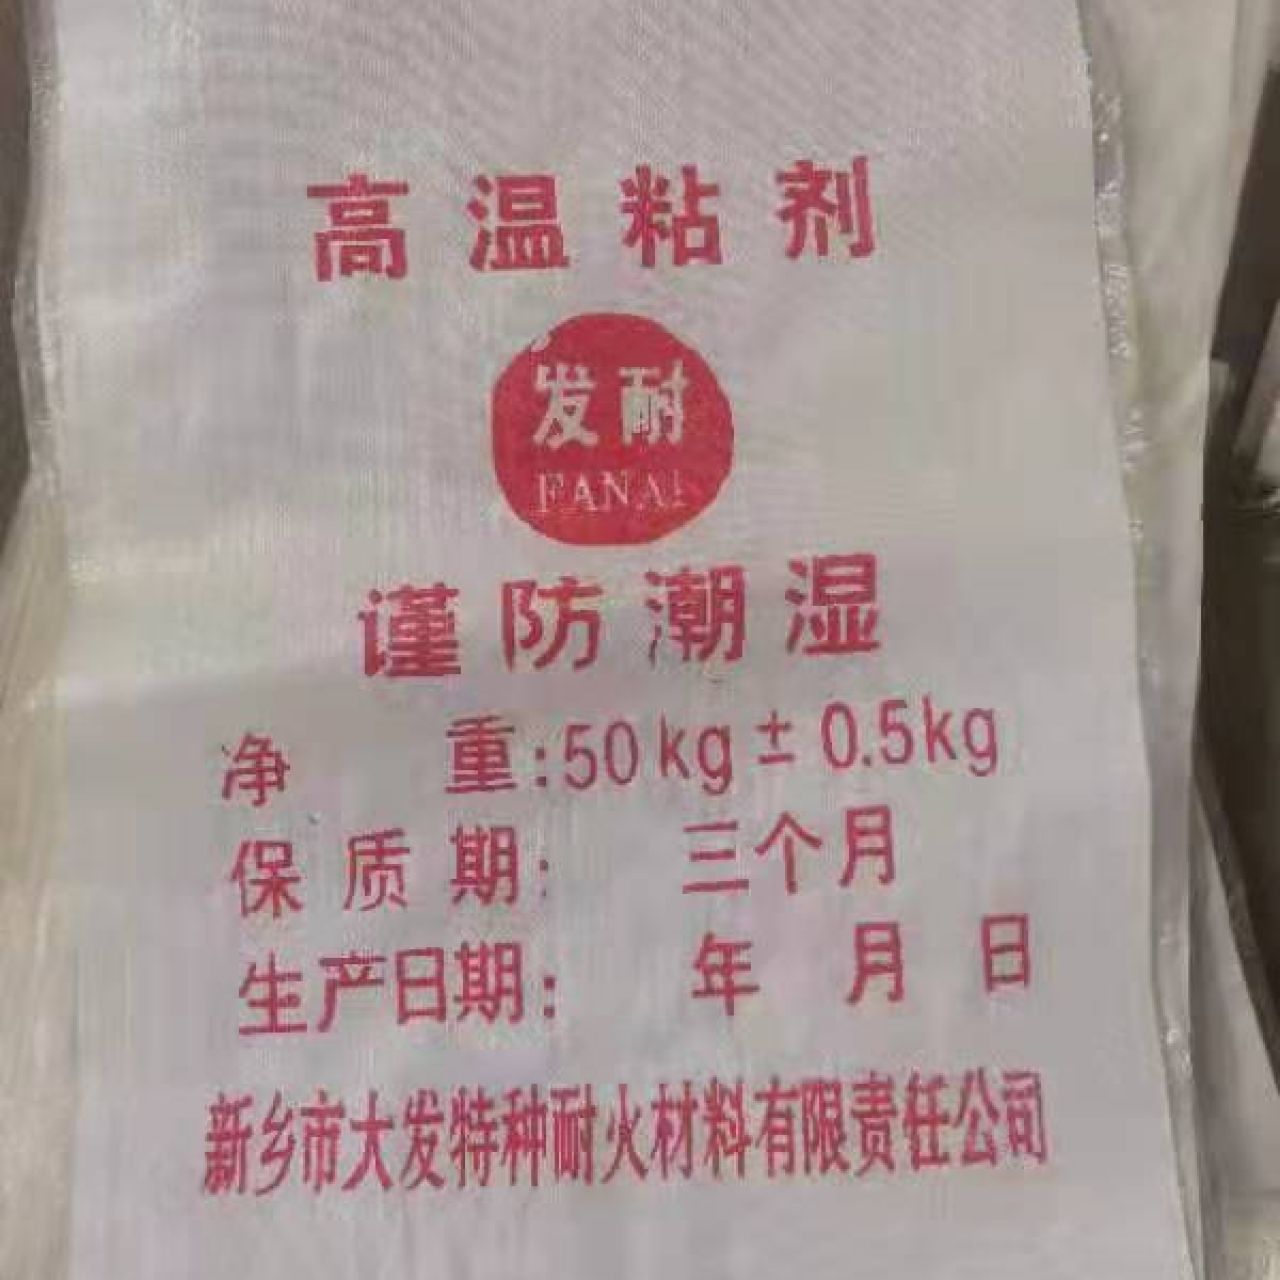 高温粘剂
发耐
FANAI
谨防潮湿
净 重:50kg±0.5kg
保质期: 三个月
生产日期: 年 月 日
新乡市大发特种耐火材料有限责任公司